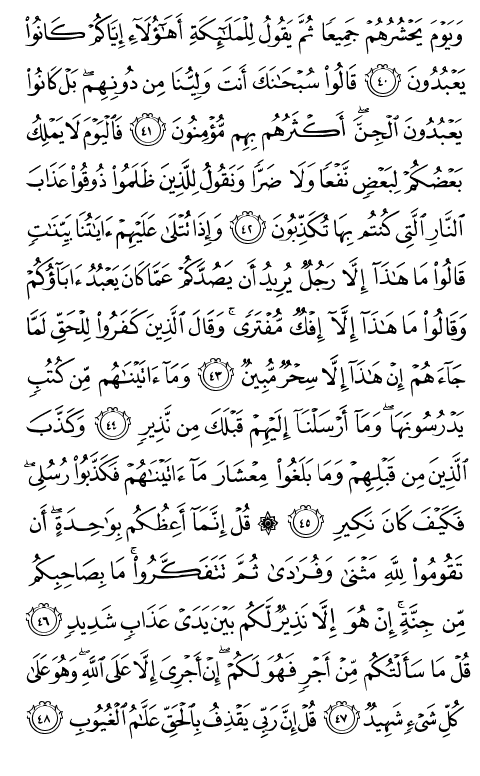 وَيَوۡمَ يَحۡشُرُهُمۡ جَمِيعٗا ثُمَّ يَقُولُ لِلۡمَلَٰٓئِكَةِ أَهَٰٓؤُلَآءِ إِيَّاكُمۡ كَانُواْ
يَعۡبُدُونَ ٤٠ قَالُواْ سُبۡحَٰنَكَ أَنتَ وَلِيُّنَا مِن دُونِهِمۖ بَلۡ كَانُواْ
يَعۡبُدُونَ ٱلۡجِنَّۖ أَكۡثَرُهُم بِهِم مُّؤۡمِنُونَ ٤١ فَٱلۡيَوۡمَ لَا يَمۡلِكُ
بَعۡضُكُمۡ لِبَعۡضٖ نَّفۡعٗا وَلَا ضَرّٗا وَنَقُولُ لِلَّذِينَ ظَلَمُواْ ذُوقُواْ عَذَابَ
ٱلنَّارِ ٱلَّتِي كُنتُم بِهَا تُكَذِّبُونَ ٤٢ وَإِذَا تُتۡلَىٰ عَلَيۡهِمۡ ءَايَٰتُنَا بَيِّنَٰتٖ
قَالُواْ مَا هَٰذَآ إِلَّا رَجُلٞ يُرِيدُ أَن يَصُدَّكُمۡ عَمَّا كَانَ يَعۡبُدُ ءَابَآؤُكُمۡ
وَقَالُواْ مَا هَٰذَآ إِلَّآ إِفۡكٞ مُّفۡتَرٗىۚ وَقَالَ ٱلَّذِينَ كَفَرُواْ لِلۡحَقِّ لَمَّا
جَآءَهُمۡ إِنۡ هَٰذَآ إِلَّا سِحۡرٞ مُّبِينٞ ٤٣ وَمَآ ءَاتَيۡنَٰهُم مِّن كُتُبٖ
يَدۡرُسُونَهَاۖ وَمَآ أَرۡسَلۡنَآ إِلَيۡهِمۡ قَبۡلَكَ مِن نَّذِيرٖ ٤٤ وَكَذَّبَ
ٱلَّذِينَ مِن قَبۡلِهِمۡ وَمَا بَلَغُواْ مِعۡشَارَ مَآ ءَاتَيۡنَٰهُمۡ فَكَذَّبُواْ رُسُلِيۖ
فَكَيۡفَ كَانَ نَكِيرِ ٤٥ ۞ قُلۡ إِنَّمَآ أَعِظُكُم بِوَٰحِدَةٍۖ أَن
تَقُومُواْ لِلَّهِ مَثۡنَىٰ وَفُرَٰدَىٰ ثُمَّ تَتَفَكَّرُواْۚ مَا بِصَاحِبِكُم
مِّن جِنَّةٍۚ إِنۡ هُوَ إِلَّا نَذِيرٞ لَّكُم بَيۡنَ يَدَيۡ عَذَابٖ شَدِيدٖ ٤٦
قُلۡ مَا سَأَلۡتُكُم مِّنۡ أَجۡرٖ فَهُوَ لَكُمۡۖ إِنۡ أَجۡرِيَ إِلَّا عَلَى ٱللَّهِۖ وَهُوَ عَلَىٰ
كُلِّ شَيۡءٖ شَهِيدٞ ٤٧ قُلۡ إِنَّ رَبِّي يَقۡذِفُ بِٱلۡحَقِّ عَلَّٰمُ ٱلۡغُيُوبِ ٤٨